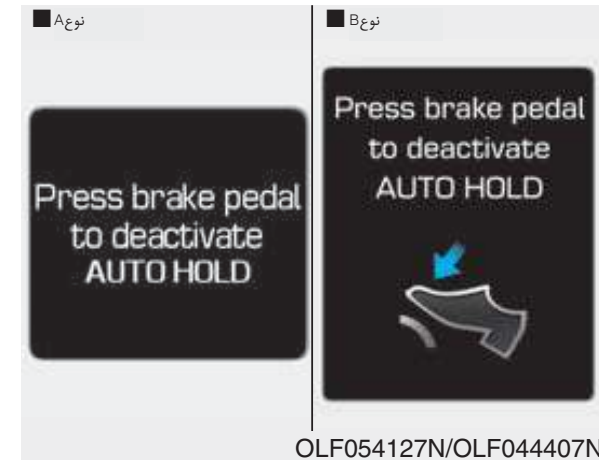 ■ نوعA
■ نوعB
Press brake pedal
to deactivate
AUTO HOLD
Press brake pedal
to deactivate
AUTO HOLD
OLF054127N/OLF044407N